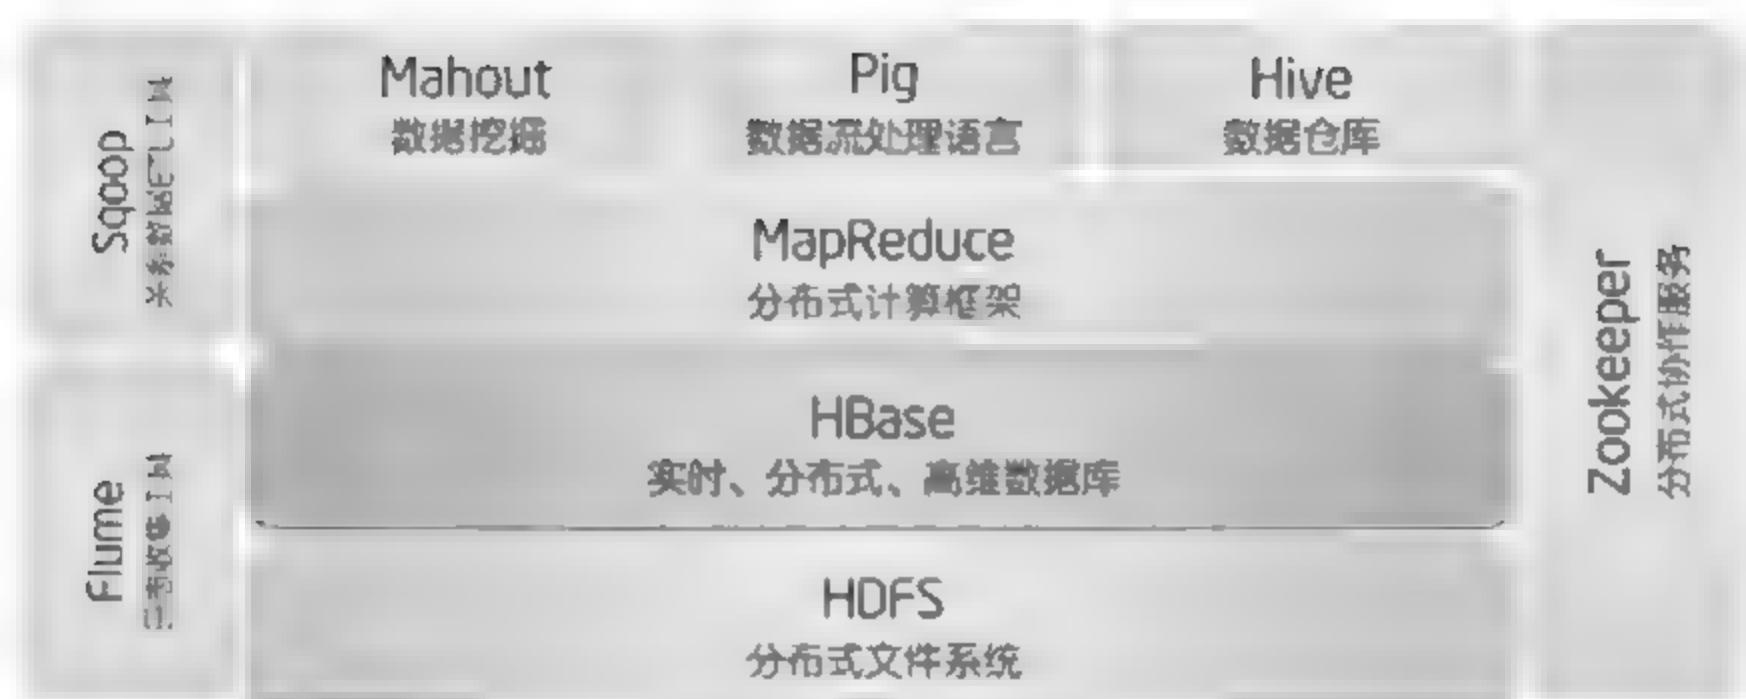 Mahout
数据挖掘
Pig
数据流处理语言
Hive
数据仓库
Sqoop
MapReduce
分布式计算框架
Zookeeper
分布式协作服务
HBase
实时、分布式、高维数据库
Flume
HDFS
分布式文件系统